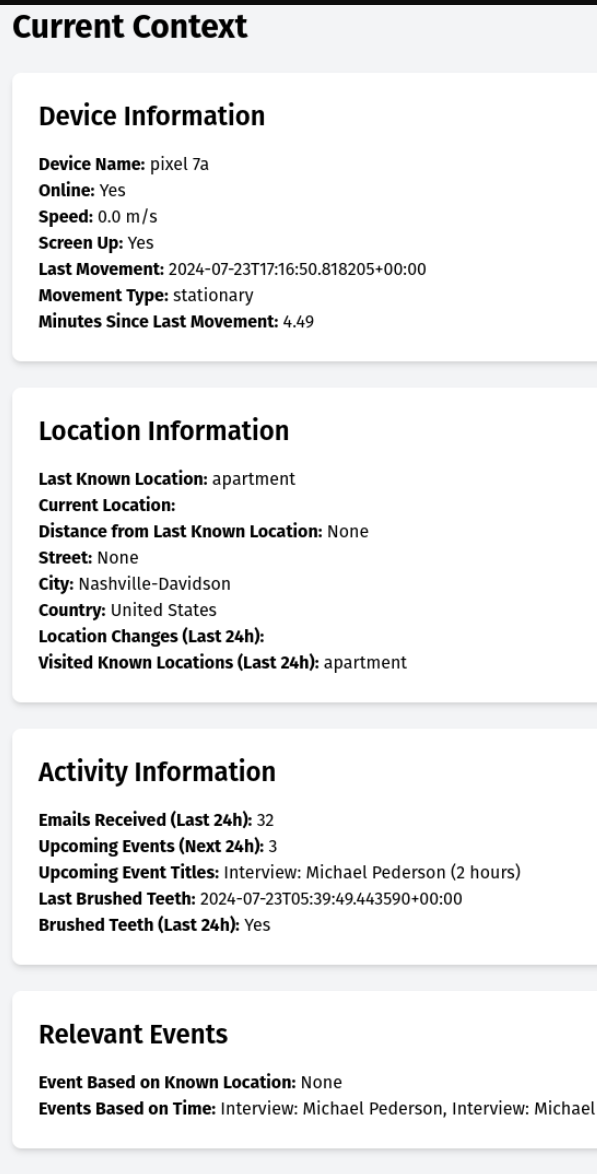 Current Context
Device Information
Device Name: pixel 7a
Online: Yes
Speed: 0.0 m/s
Screen Up: Yes
Last Movement: 2024-07-23T17:16:50.818205+00:00
Movement Type: stationary
Minutes Since Last Movement: 4.49
Location Information
Last Known Location: apartment
Current Location:
Distance from Last Known Location: None
Street: None
City: Nashville-Davidson
Country: United States
Location Changes (Last 24h):
Visited Known Locations (Last 24h): apartment
Activity Information
Emails Received (Last 24h): 32
Upcoming Events (Next 24h): 3
Upcoming Event Titles: Interview: Michael Pederson (2 hours)
Last Brushed Teeth: 2024-07-23T05:39:49.443590+00:00
Brushed Teeth (Last 24h): Yes
Relevant Events
Event Based on Known Location: None
Events Based on Time: Interview: Michael Pederson, Interview: Michael